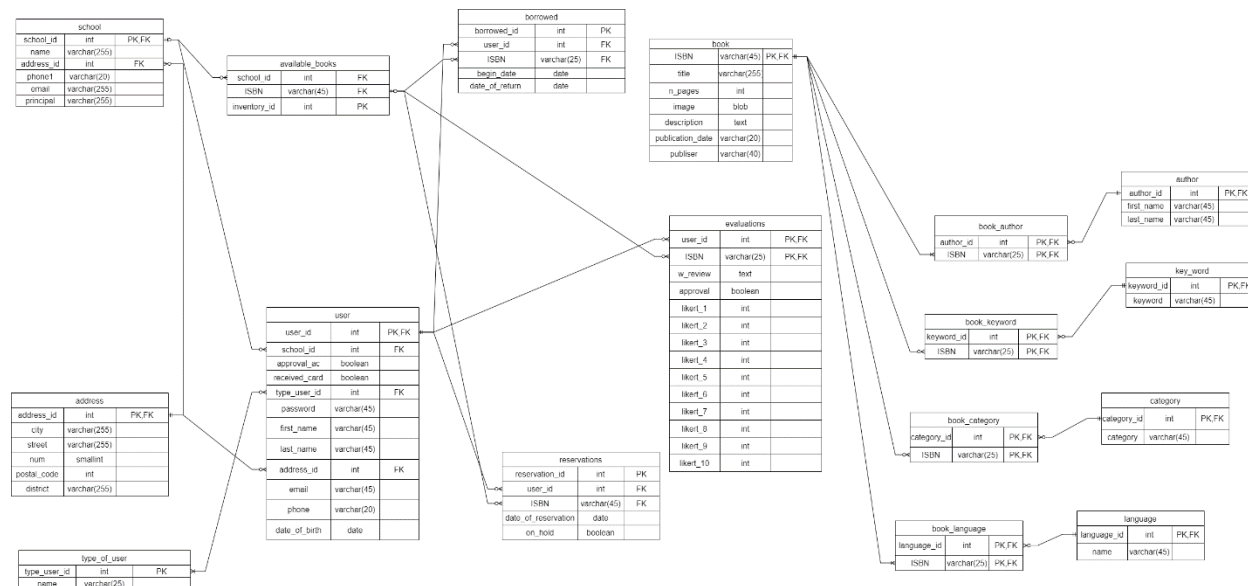 school
school_id int PK,FK
name varchar(255)
address_id int FK
phone1 varchar(20)
email varchar(255)
principal varchar(255)
available_books
school_id int FK
ISBN varchar(45) FK
inventory_id int PK
borrowed
borrowed_id int PK
user_id int FK
ISBN varchar(25) FK
begin_date date
date_of_return date
book
ISBN varchar(45) PK,FK
title varchar(255
n_pages int
image blob
description text
publication_date varchar(20)
publiser varchar(40)
author
author_id int PK,FK
first_name varchar(45)
last_name varchar(45)
book_author
author_id int PK,FK
ISBN varchar(25) PK,FK
key_word
keyword_id int PK,FK
keyword varchar(45)
book_keyword
keyword_id int PK,FK
ISBN varchar(25) PK,FK
evaluations
user_id int PK,FK
ISBN varchar(25) PK,FK
w_review text
approval boolean
likert_1 int
likert_2 int
likert_3 int
likert_4 int
likert_5 int
likert_6 int
likert_7 int
likert_8 int
likert_9 int
likert_10 int
user
user_id int PK,FK
school_id int FK
approval_ac boolean
received_card boolean
type_user_id int FK
password varchar(45)
first_name varchar(45)
last_name varchar(45)
address_id int FK
email varchar(45)
phone varchar(20)
date_of_birth date
address
address_id int PK,FK
city varchar(255)
street varchar(255)
num smallint
postal_code int
district varchar(255)
category
category_id int PK,FK
category varchar(45)
book_category
category_id int PK,FK
ISBN varchar(25) PK,FK
reservations
reservation_id int PK
user_id int FK
ISBN varchar(45) FK
date_of_reservation date
on_hold boolean
language
language_id int PK,FK
name varchar(45)
book_language
language_id int PK,FK
ISBN varchar(25) PK,FK
type_of_user
type_user_id int PK
name varchar(25)